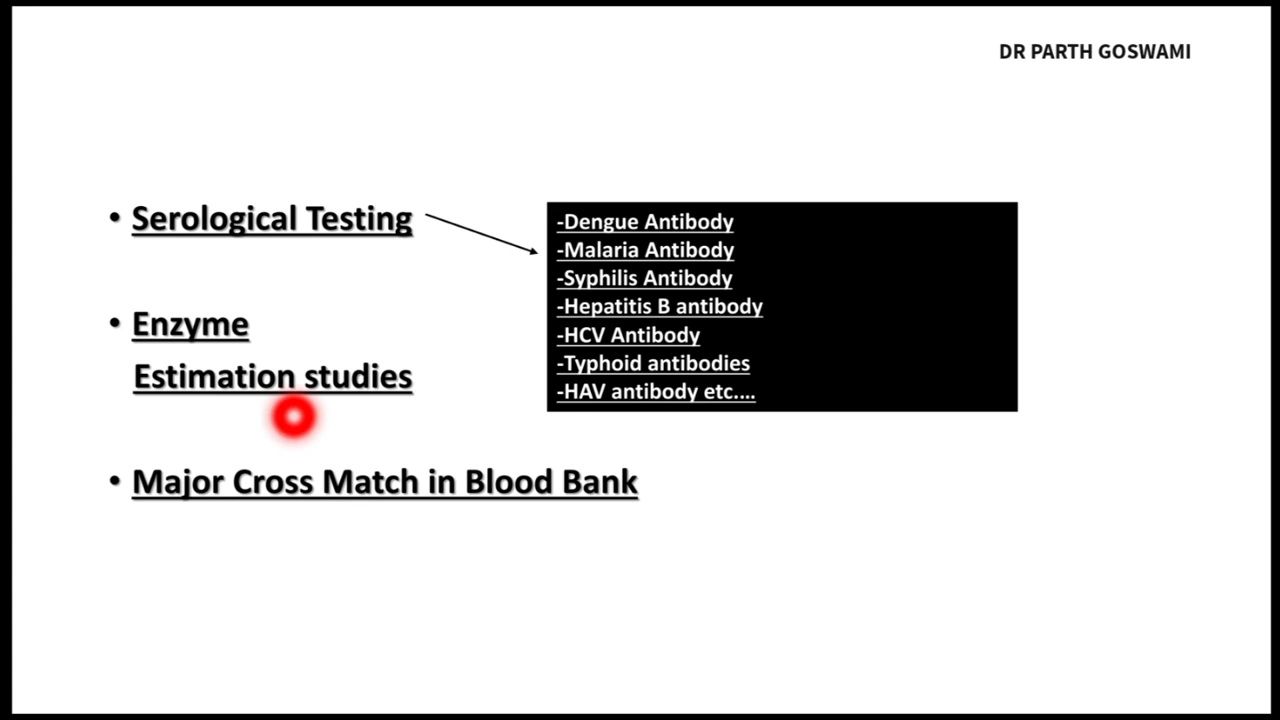 DR PARTH GOSWAMI
• Serological Testing
-Dengue Antibody
-Malaria Antibody
-Syphilis Antibody
-Hepatitis B antibody
-HCV Antibody
-Typhoid antibodies
-HAV antibody etc....
• Enzyme
Estimation studies
• Major Cross Match in Blood Bank